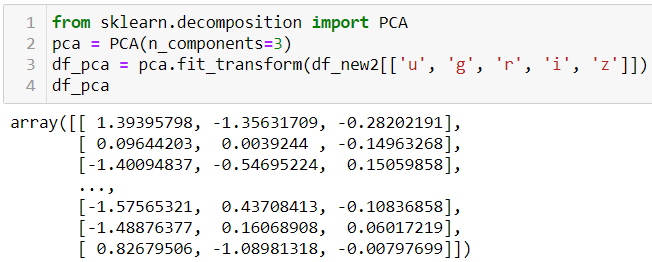 1 from sklearn.decomposition import PCA
2 pca = PCA(n_components=3)
3 df_pca = pca.fit_transform(df_new2[['u', 'g', 'r', 'i', 'z']])
4 df_pca
array([[ 1.39395798, -1.35631709, -0.28202191],
[ 0.09644203, 0.0039244 , -0.14963268],
[-1.40094837, -0.54695224, 0.15059858],
...,
[-1.57565321, 0.43708413, -0.10836858],
[-1.48876377, 0.16068908, 0.06017219],
[ 0.82679506, -1.08981318, -0.00797699]])